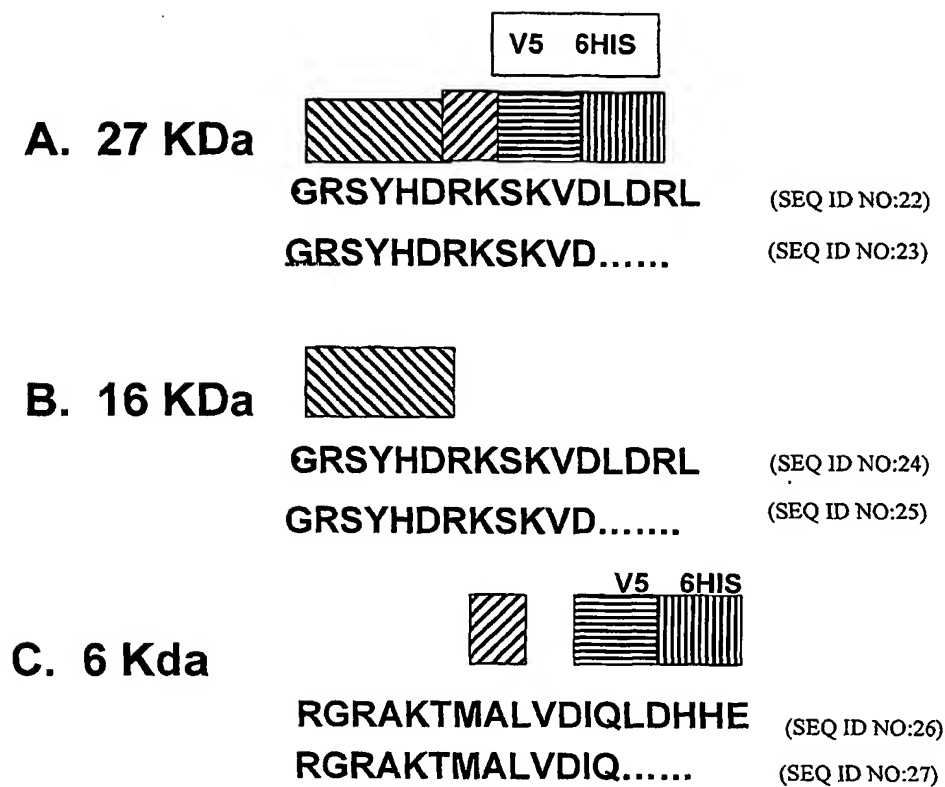 V5 6HIS
A. 27 KDa
GRSYHDRKSKVDLDRL (SEQ ID NO:22)
GRSYHDRKSKVD...... (SEQ ID NO:23)
B. 16 KDa
GRSYHDRKSKVDLDRL (SEQ ID NO:24)
GRSYHDRKSKVD....... (SEQ ID NO:25)
V5 6HIS
C. 6 Kda
RGRAKTMALVDIQLDHHE (SEQ ID NO:26)
RGRAKTMALVDIQ...... (SEQ ID NO:27)